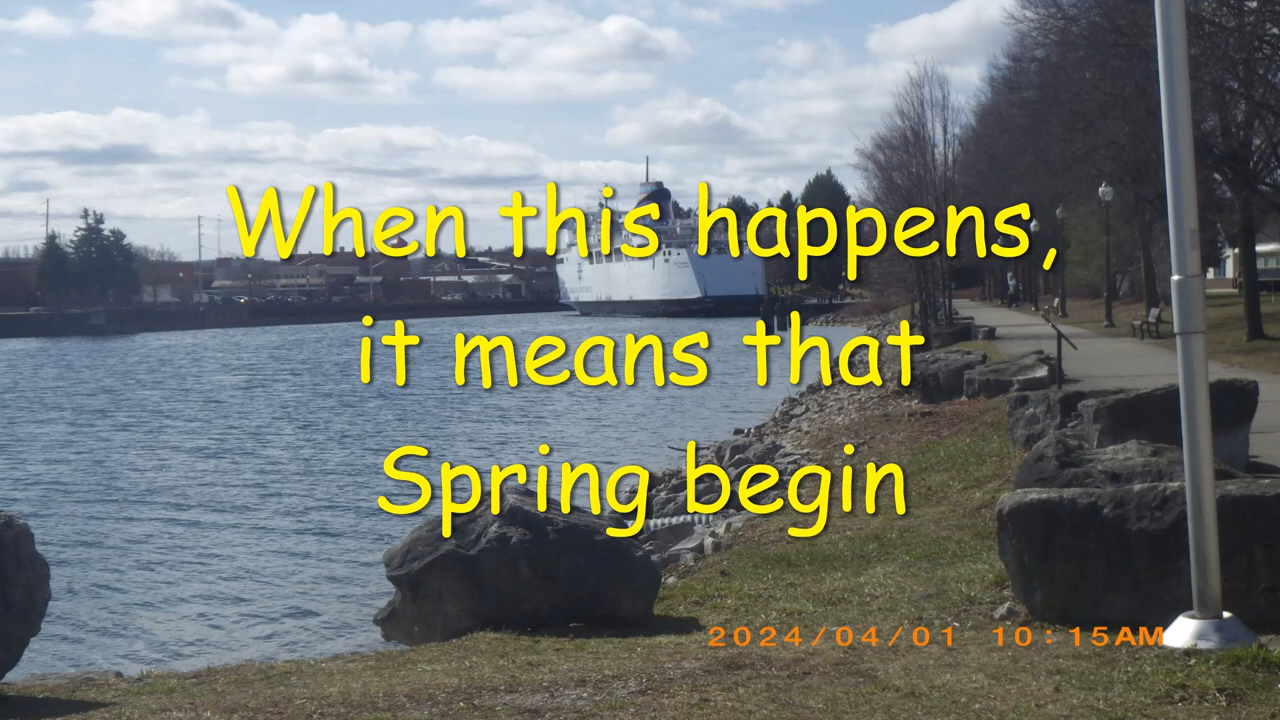 When this happens,
it means that
Spring begin
2024/04/01 10:15AM